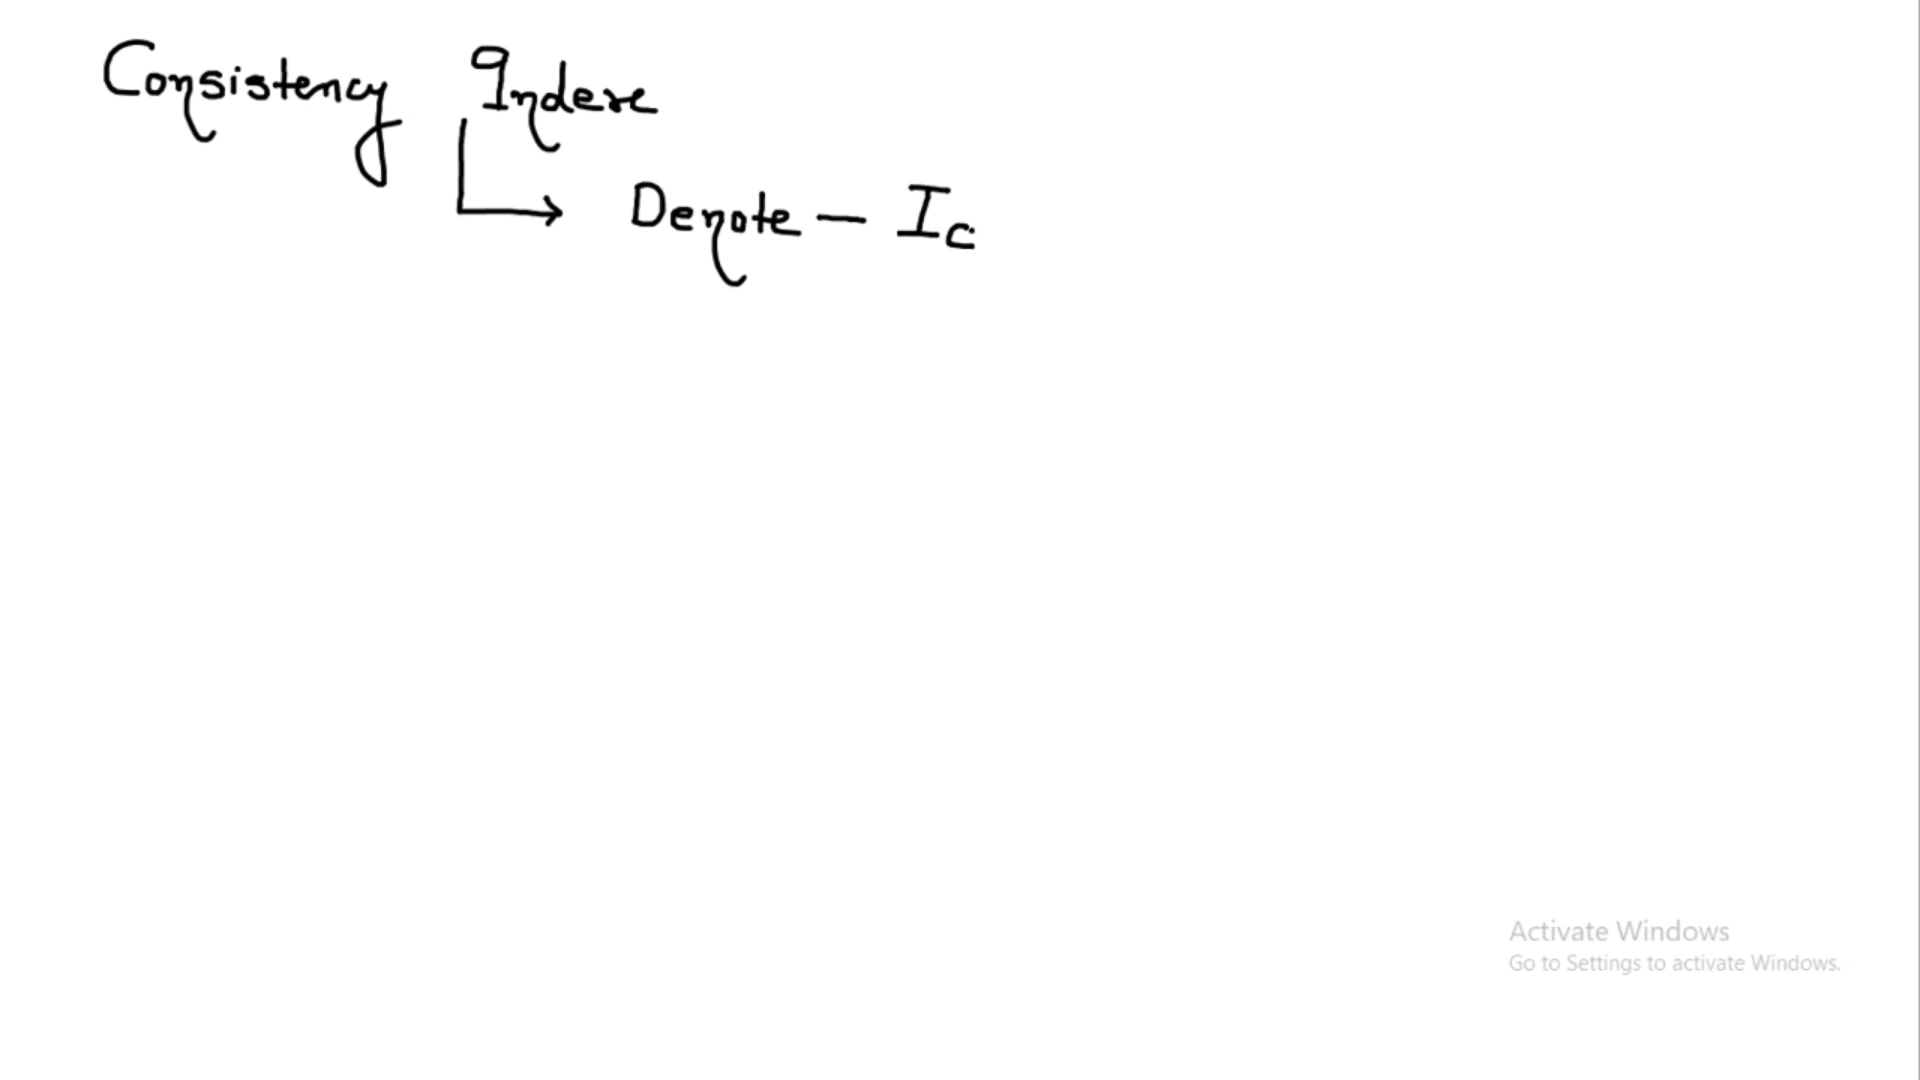 Consistency Index
Denote - Ic
Activate Windows
Go to Settings to activate Windows.